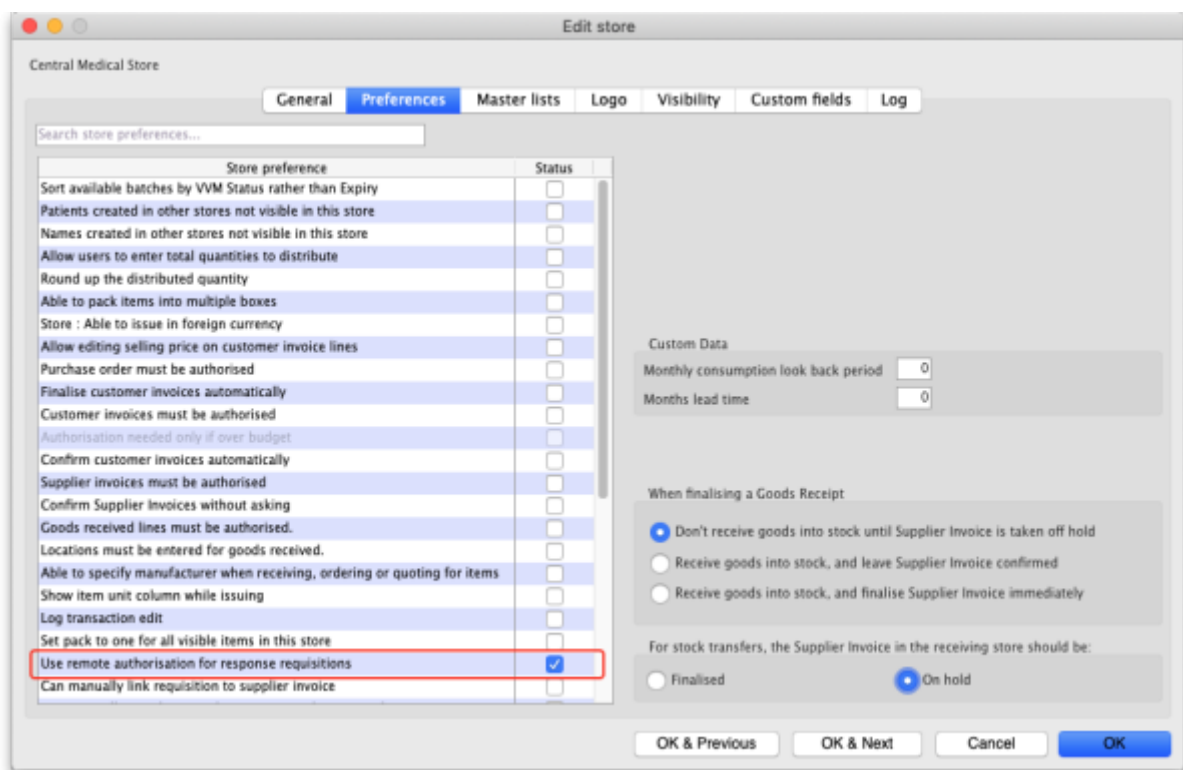 Edit store
Central Medical Store
General Preferences Master lists Logo Visibility Custom fields Log
Search store preferences...
Store preference Status
Sort available batches by VVM Status rather than Expiry
Patients created in other stores not visible in this store
Names created in other stores not visible in this store
Allow users to enter total quantities to distribute
Round up the distributed quantity
Able to pack items into multiple boxes
Store : Able to issue in foreign currency
Allow editing selling price on customer invoice lines
Purchase order must be authorised
Finalise customer invoices automatically
Customer invoices must be authorised
Authorisation needed only if over budget
Confirm customer invoices automatically
Supplier invoices must be authorised
Confirm Supplier Invoices without asking
Goods received lines must be authorised.
Locations must be entered for goods received.
Able to specify manufacturer when receiving, ordering or quoting for items
Show item unit column while issuing
Log transaction edit
Set pack to one for all visible items in this store
Use remote authorisation for response requisitions
Can manually link requisition to supplier invoice
Custom Data
Monthly consumption look back period 0
Months lead time 0
When finalising a Goods Receipt
Don't receive goods into stock until Supplier Invoice is taken off hold
Receive goods into stock, and leave Supplier Invoice confirmed
Receive goods into stock, and finalise Supplier Invoice immediately
For stock transfers, the Supplier Invoice in the receiving store should be:
Finalised On hold
OK & Previous OK & Next Cancel OK